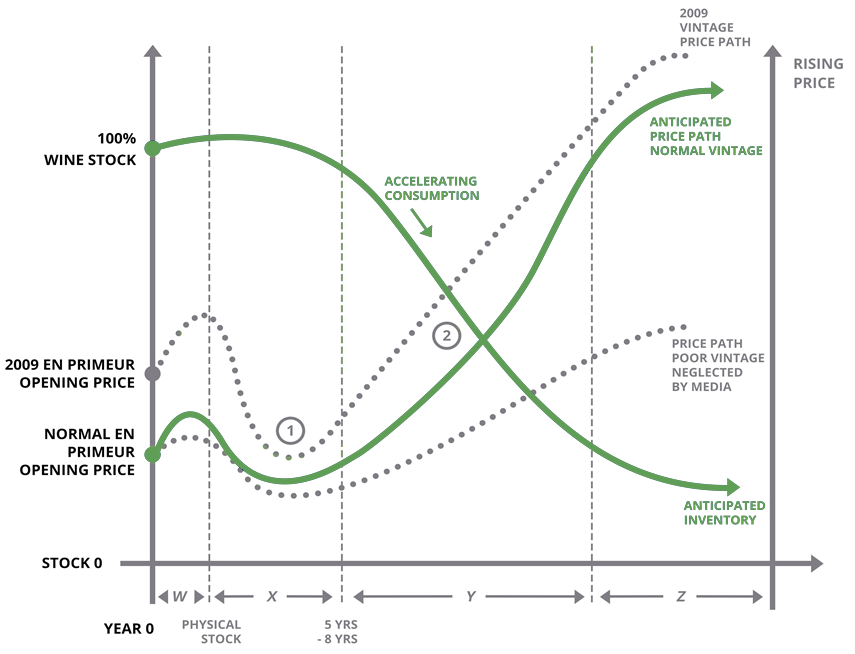 2009
VINTAGE
PRICE PATH
RISING
PRICE
100%
WINE STOCK
ANTICIPATED
PRICE PATH
NORMAL VINTAGE
ACCELERATING
CONSUMPTION
2
PRICE PATH
POOR VINTAGE
NEGLECTED
BY MEDIA
2009 EN PRIMEUR
OPENING PRICE
1
NORMAL EN
PRIMEUR
OPENING PRICE
ANTICIPATED
INVENTORY
STOCK 0
W
X
Y
Z
YEAR 0
PHYSICAL
STOCK
5 YRS
- 8 YRS